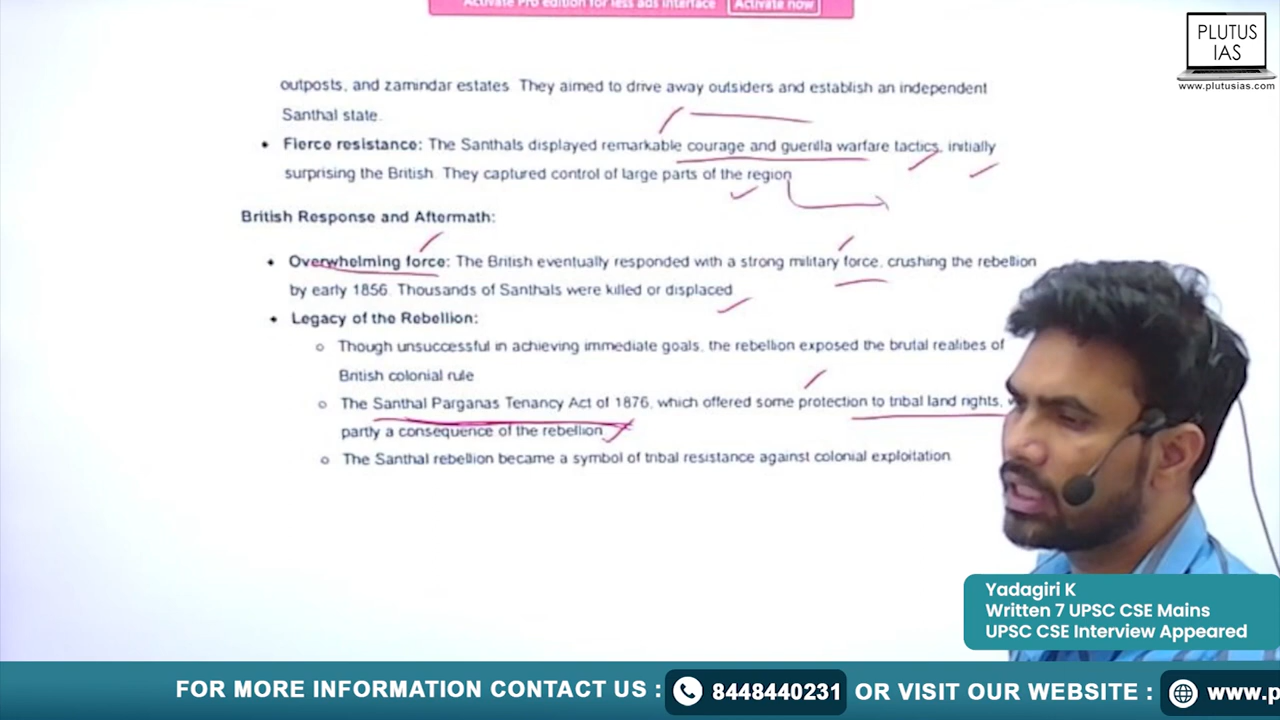 Activate Pro edition for less ads interface Activate now
PLUTUS
IAS
www.plutusias.com
outposts, and zamindar estates. They aimed to drive away outsiders and establish an independent
Santhal state.
• Fierce resistance: The Santhals displayed remarkable courage and guerilla warfare tactics, initially
surprising the British. They captured control of large parts of the region
British Response and Aftermath:
• Overwhelming force: The British eventually responded with a strong military force, crushing the rebellion
by early 1856. Thousands of Santhals were killed or displaced
• Legacy of the Rebellion:
o Though unsuccessful in achieving immediate goals, the rebellion exposed the brutal realities of
British colonial rule
o The Santhal Parganas Tenancy Act of 1876, which offered some protection to tribal land rights,
partly a consequence of the rebellion
o The Santhal rebellion became a symbol of tribal resistance against colonial exploitation
Yadagiri K
Written 7 UPSC CSE Mains
UPSC CSE Interview Appeared
FOR MORE INFORMATION CONTACT US : 8448440231 OR VISIT OUR WEBSITE : www.p